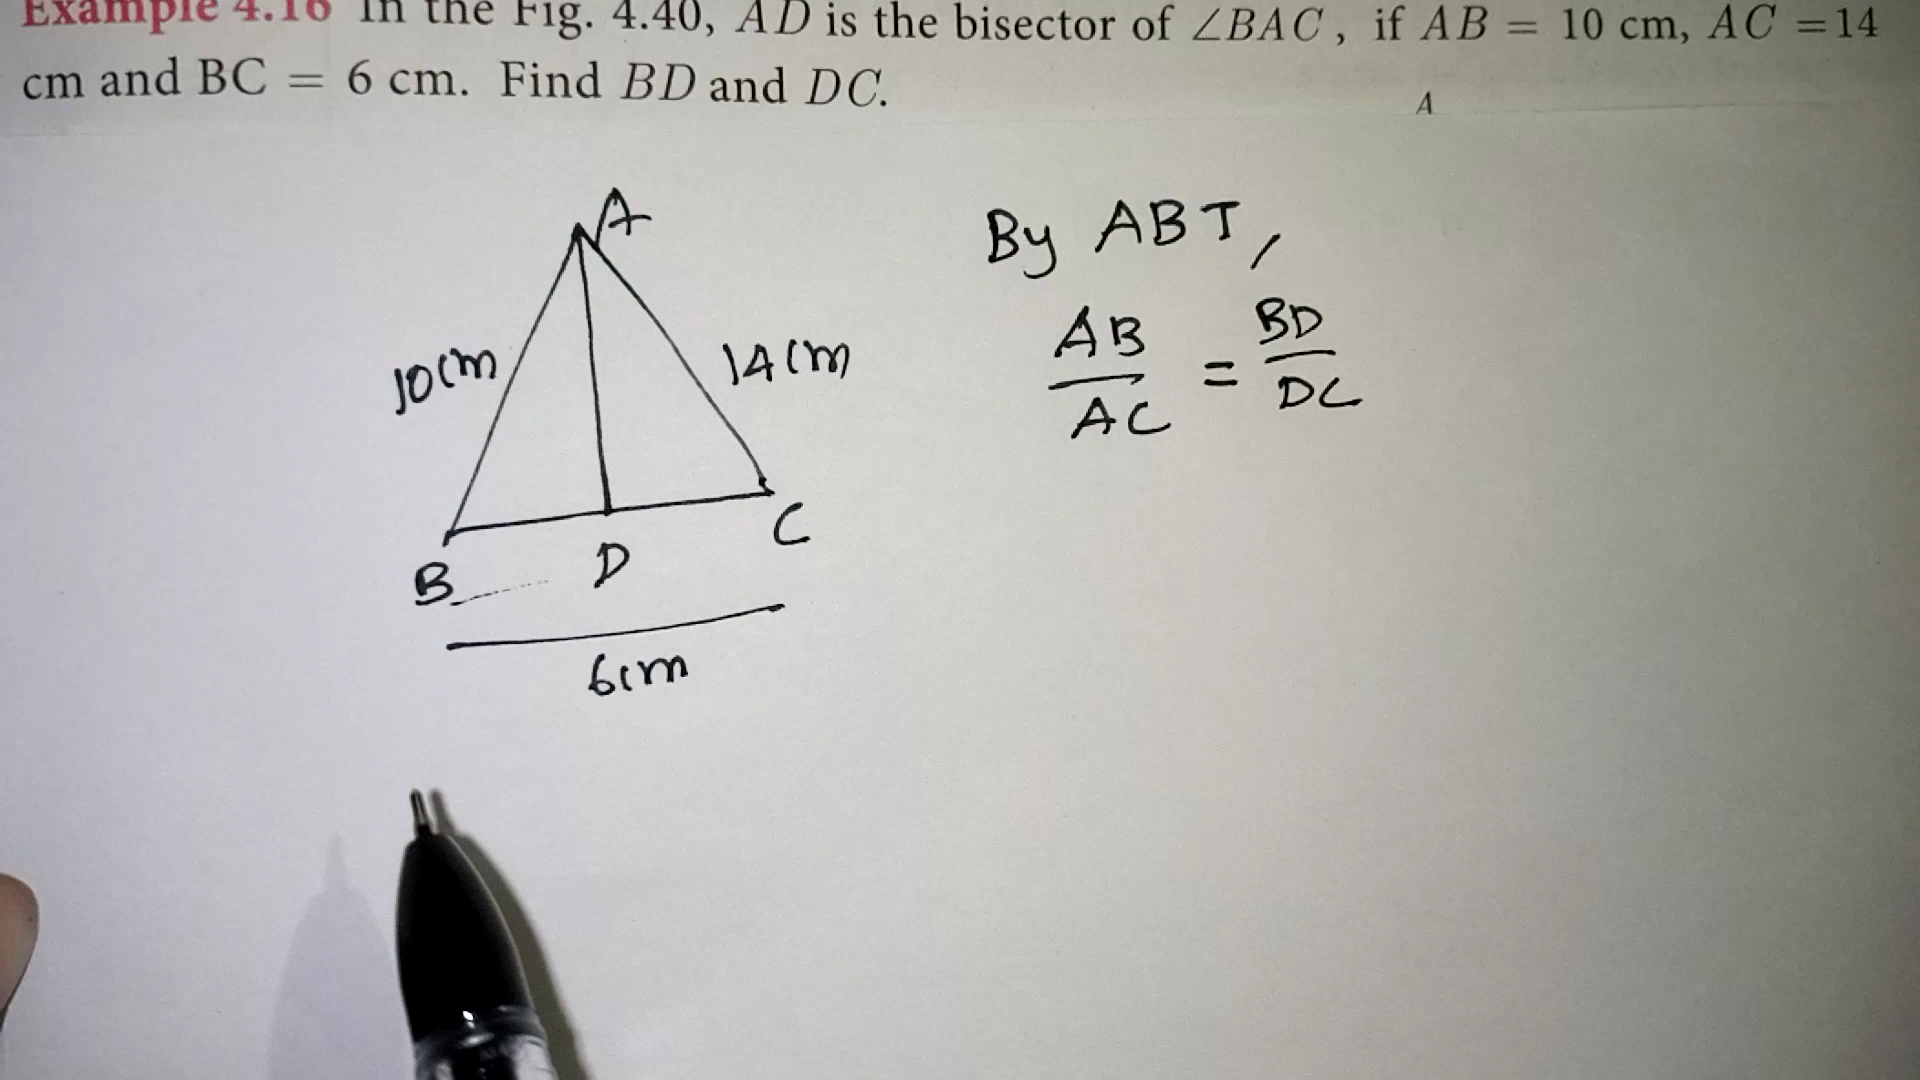 Example 4.16 In the Fig. 4.40, AD is the bisector of ∠BAC, if AB = 10 cm, AC = 14
cm and BC = 6 cm. Find BD and DC.
A
A
By ABT,
10cm
14cm
AB/AC = BD/DC
B
D
C
6cm